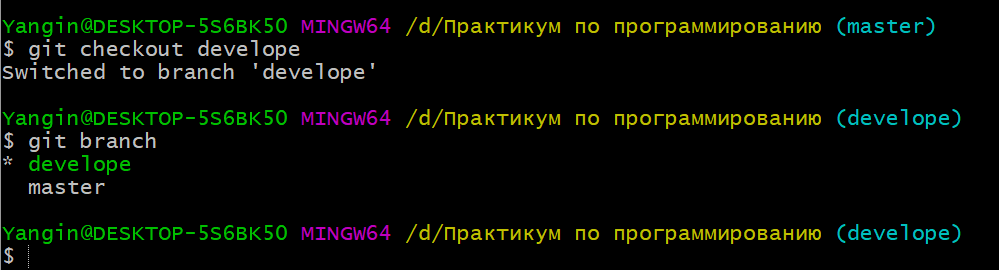 Yangin@DESKTOP-5S6BK50 MINGW64 /d/Практикум по программированию (master)
$ git checkout develope
Switched to branch 'develope'
Yangin@DESKTOP-5S6BK50 MINGW64 /d/Практикум по программированию (develope)
$ git branch
* develope
  master
Yangin@DESKTOP-5S6BK50 MINGW64 /d/Практикум по программированию (develope)
$